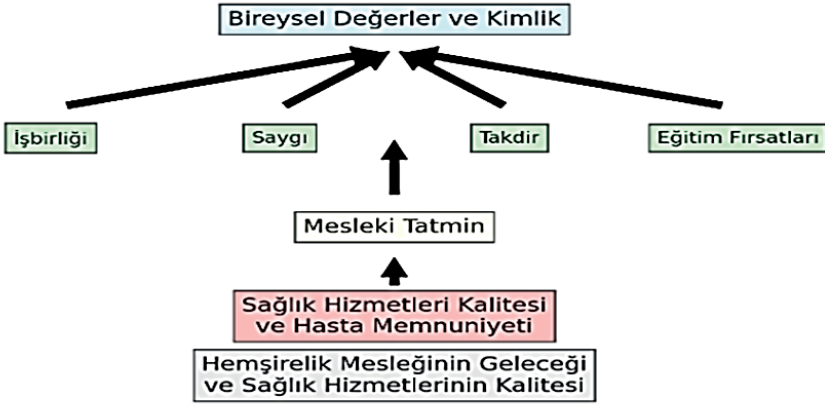 Bireysel Değerler ve Kimlik
İşbirliği
Saygı
Takdir
Eğitim Fırsatları
Mesleki Tatmin
Sağlık Hizmetleri Kalitesi
ve Hasta Memnuniyeti
Hemşirelik Mesleğinin Geleceği
ve Sağlık Hizmetlerinin Kalitesi